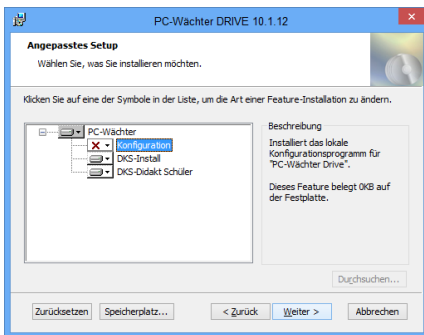 PC-Wächter DRIVE 10.1.12
Angepasstes Setup
Wählen Sie, was Sie installieren möchten.
Klicken Sie auf eine der Symbole in der Liste, um die Art einer Feature-Installation zu ändern.
PC-Wächter
Konfiguration
DKS-Install
DKS-Didakt Schüler
Beschreibung
Installiert das lokale
Konfigurationsprogramm für
"PC-Wächter Drive".
Dieses Feature belegt 0KB auf
der Festplatte.
Durchsuchen...
Zurücksetzen Speicherplatz... < Zurück Weiter > Abbrechen